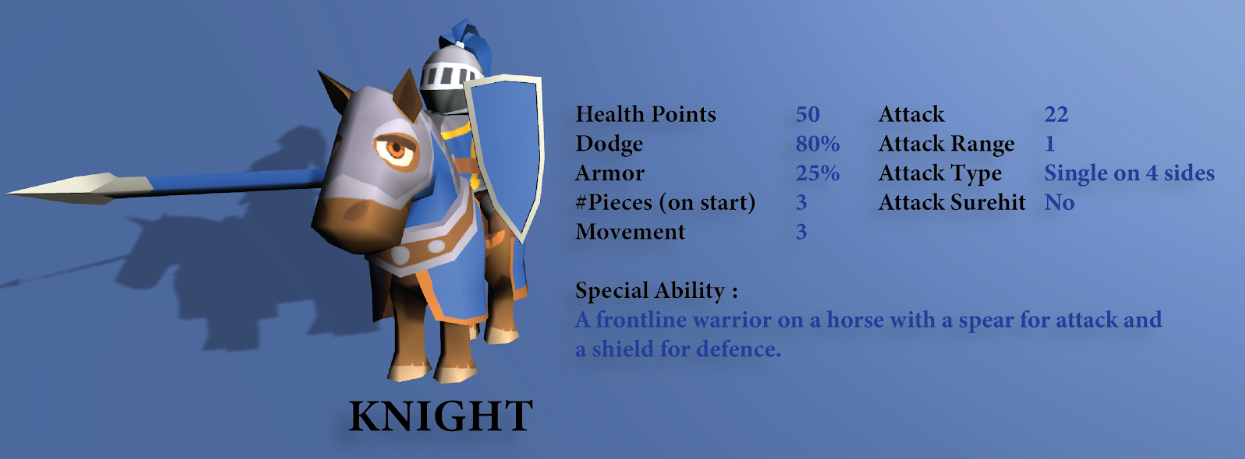 Health Points 50 Attack 22
Dodge 80% Attack Range 1
Armor 25% Attack Type Single on 4 sides
#Pieces (on start) 3 Attack Surehit No
Movement 3
Special Ability :
A frontline warrior on a horse with a spear for attack and
a shield for defence.
KNIGHT